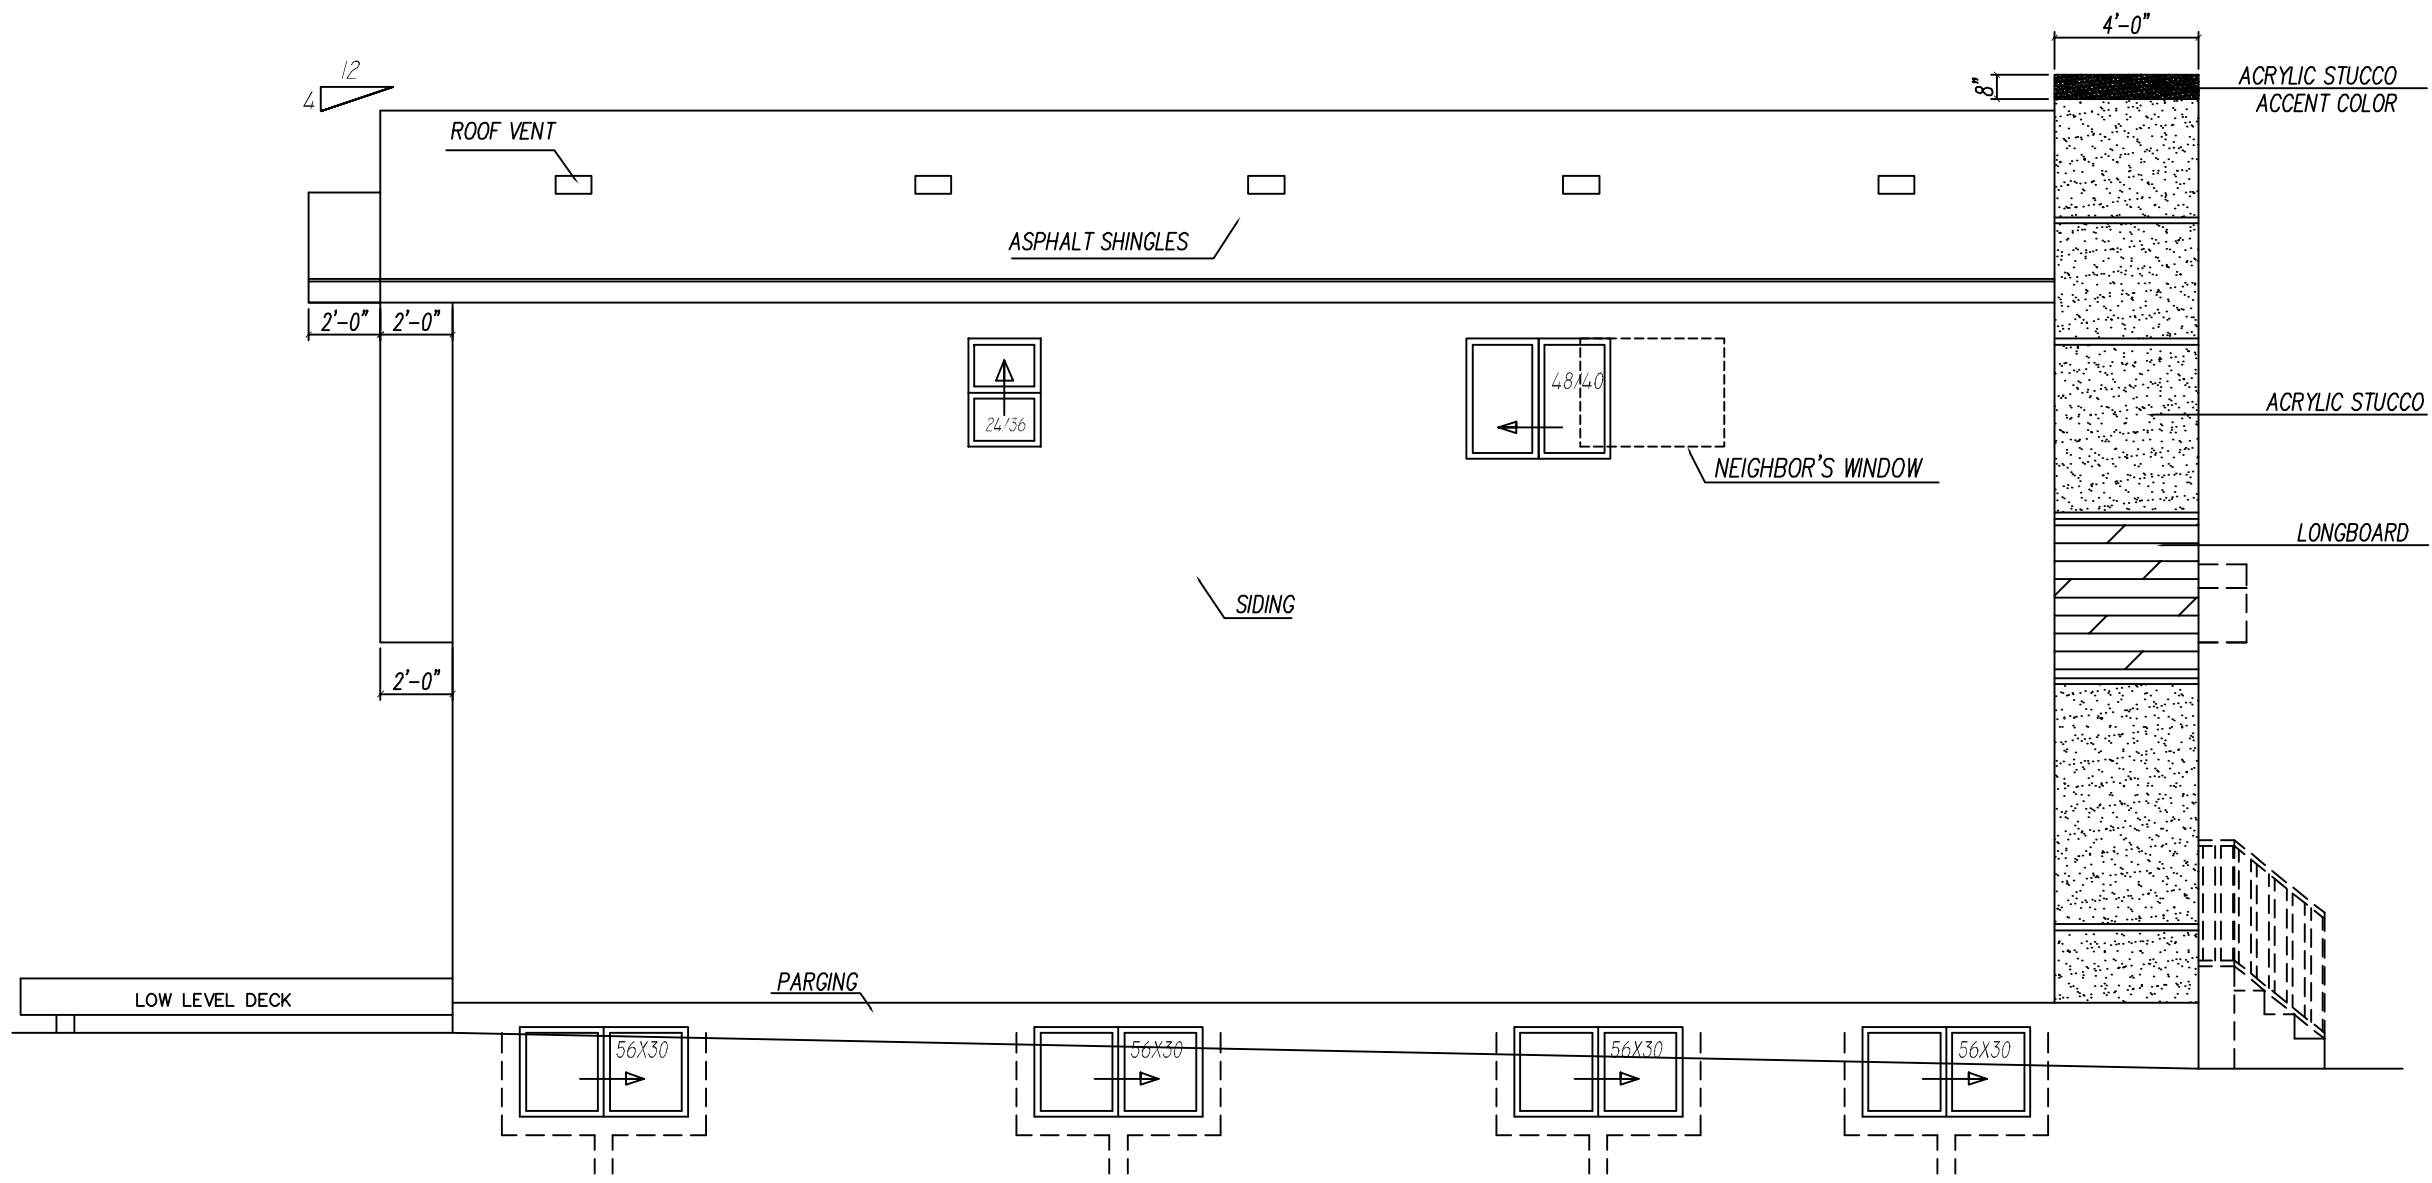 4'-0"
12
4
8"
ACRYLIC STUCCO
ACCENT COLOR
ROOF VENT
ASPHALT SHINGLES
2'-0"
2'-0"
48/40
24/36
ACRYLIC STUCCO
NEIGHBOR'S WINDOW
LONGBOARD
SIDING
2'-0"
PARGING
LOW LEVEL DECK
56X30
56X30
56X30
56X30